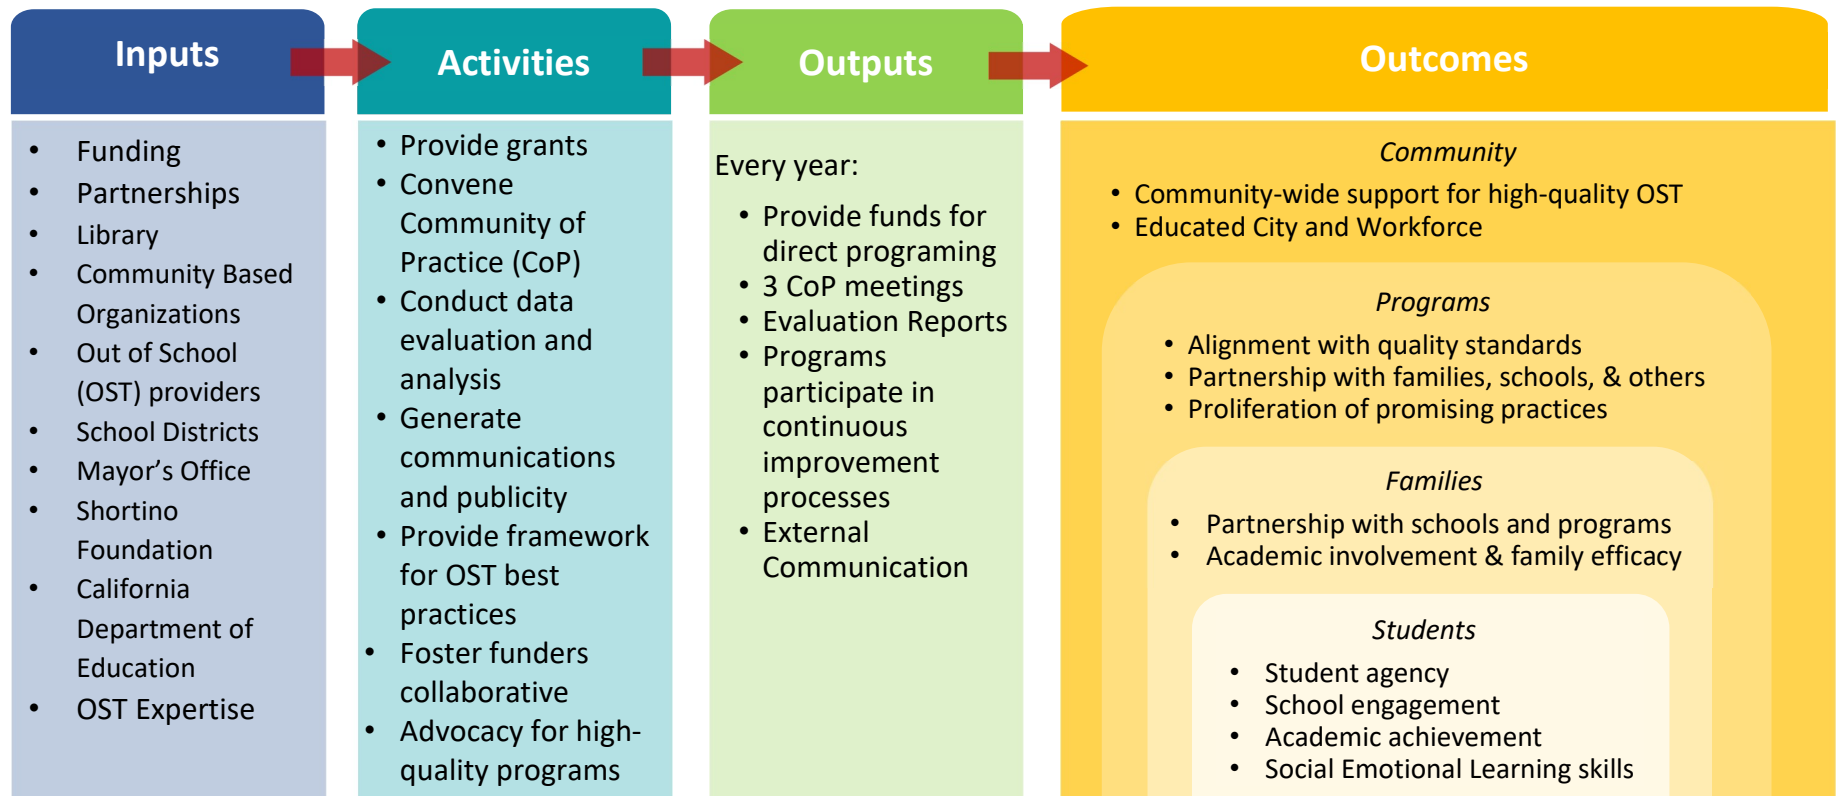 Inputs
• Funding
• Partnerships
• Library
• Community Based
Organizations
• Out of School
(OST) providers
• School Districts
• Mayor’s Office
• Shortino
Foundation
• California
Department of
Education
• OST Expertise
Activities
• Provide grants
• Convene
Community of
Practice (CoP)
• Conduct data
evaluation and
analysis
• Generate
communications
and publicity
• Provide framework
for OST best
practices
• Foster funders
collaborative
• Advocacy for high-
quality programs
Outputs
Every year:
• Provide funds for
direct programing
• 3 CoP meetings
• Evaluation Reports
• Programs
participate in
continuous
improvement
processes
• External
Communication
Outcomes
Community
• Community-wide support for high-quality OST
• Educated City and Workforce
Programs
• Alignment with quality standards
• Partnership with families, schools, & others
• Proliferation of promising practices
Families
• Partnership with schools and programs
• Academic involvement & family efficacy
Students
• Student agency
• School engagement
• Academic achievement
• Social Emotional Learning skills